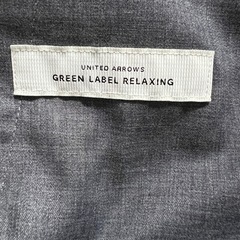 UNITED ARROWS
GREEN LABEL RELAXING